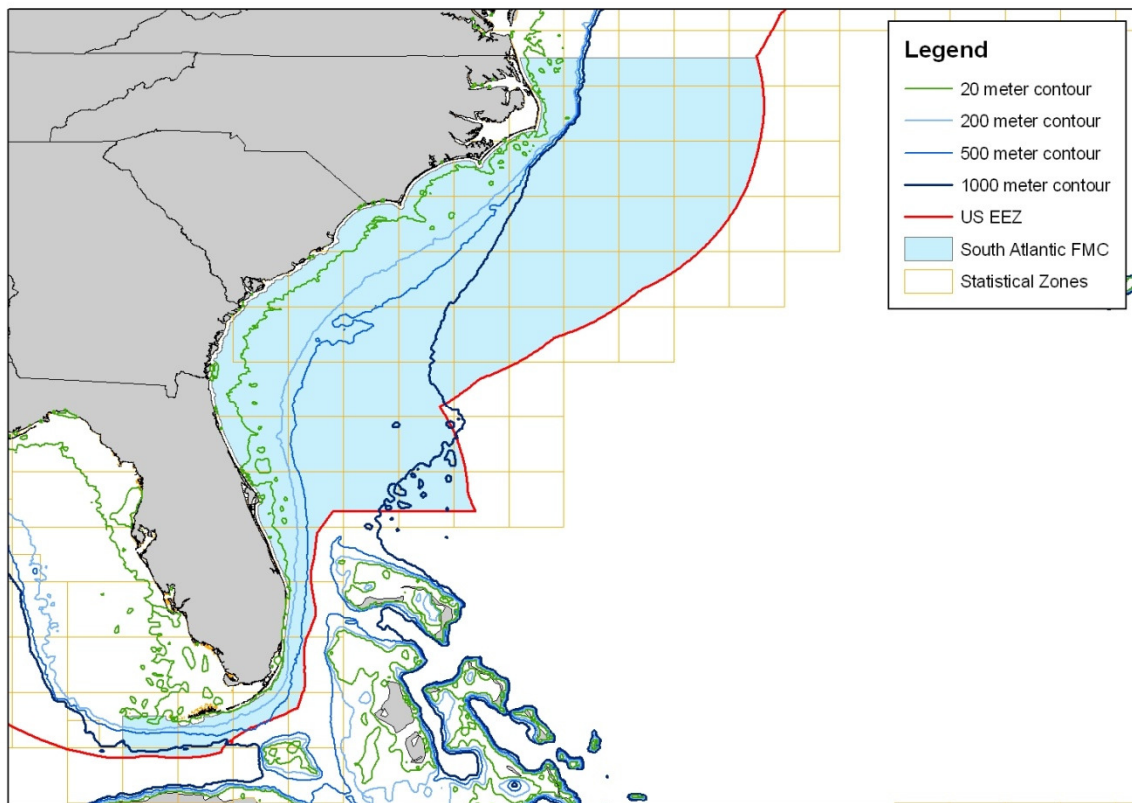 Legend
20 meter contour
200 meter contour
500 meter contour
1000 meter contour
US EEZ
South Atlantic FMC
Statistical Zones